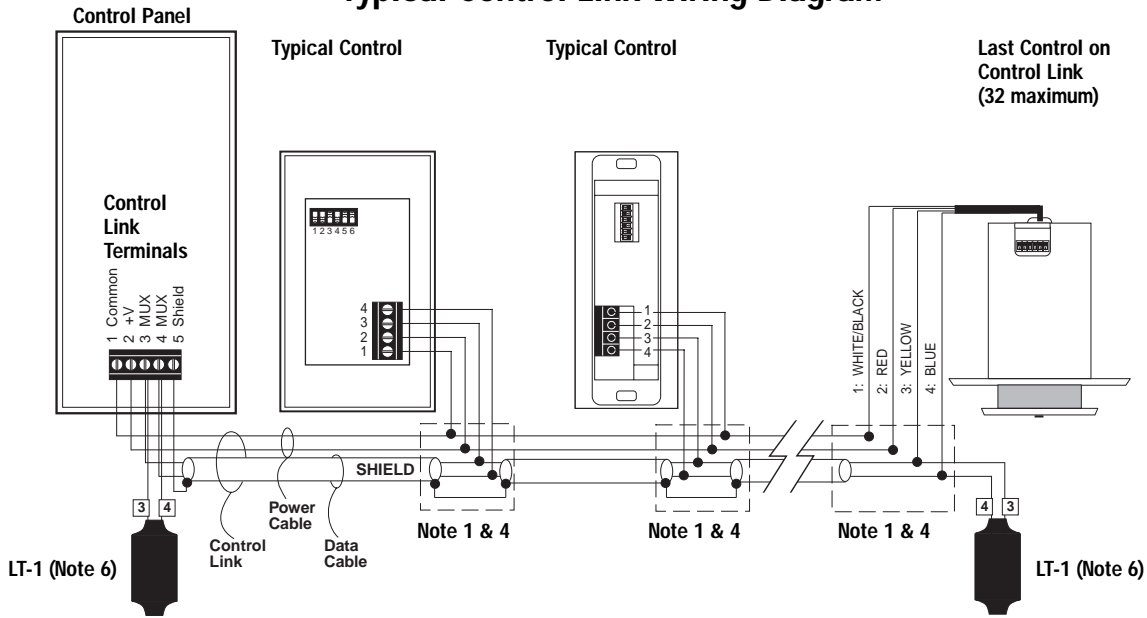 Typical Control Link Wiring Diagram
Control Panel
Typical Control
Typical Control
Last Control on
Control Link
(32 maximum)
Control
Link
Terminals
1 Common
2 +V
3 MUX
4 MUX
5 Shield
1 2 3 4 5 6
4
3
2
1
1
2
3
4
1: WHITE/BLACK
2: RED
3: YELLOW
4: BLUE
SHIELD
3 4
Power
Cable
Control
Link
Data
Cable
Note 1 & 4
Note 1 & 4
Note 1 & 4
4 3
LT-1 (Note 6)
LT-1 (Note 6)